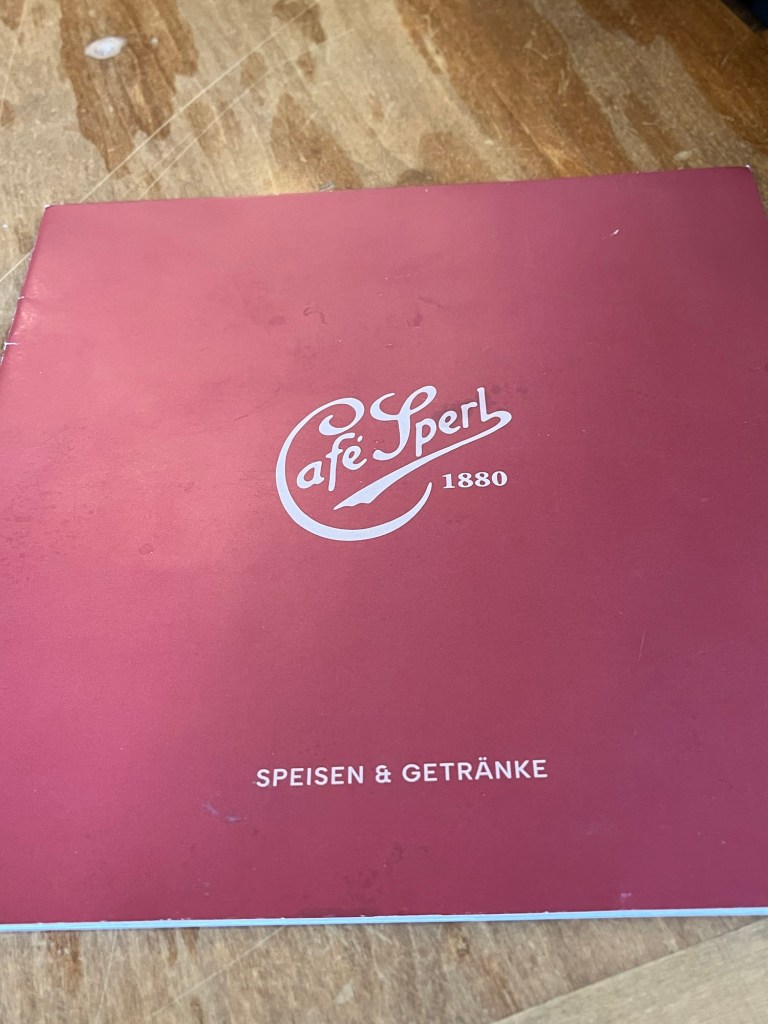 Café Sperl
1880
SPEISEN & GETRÄNKE